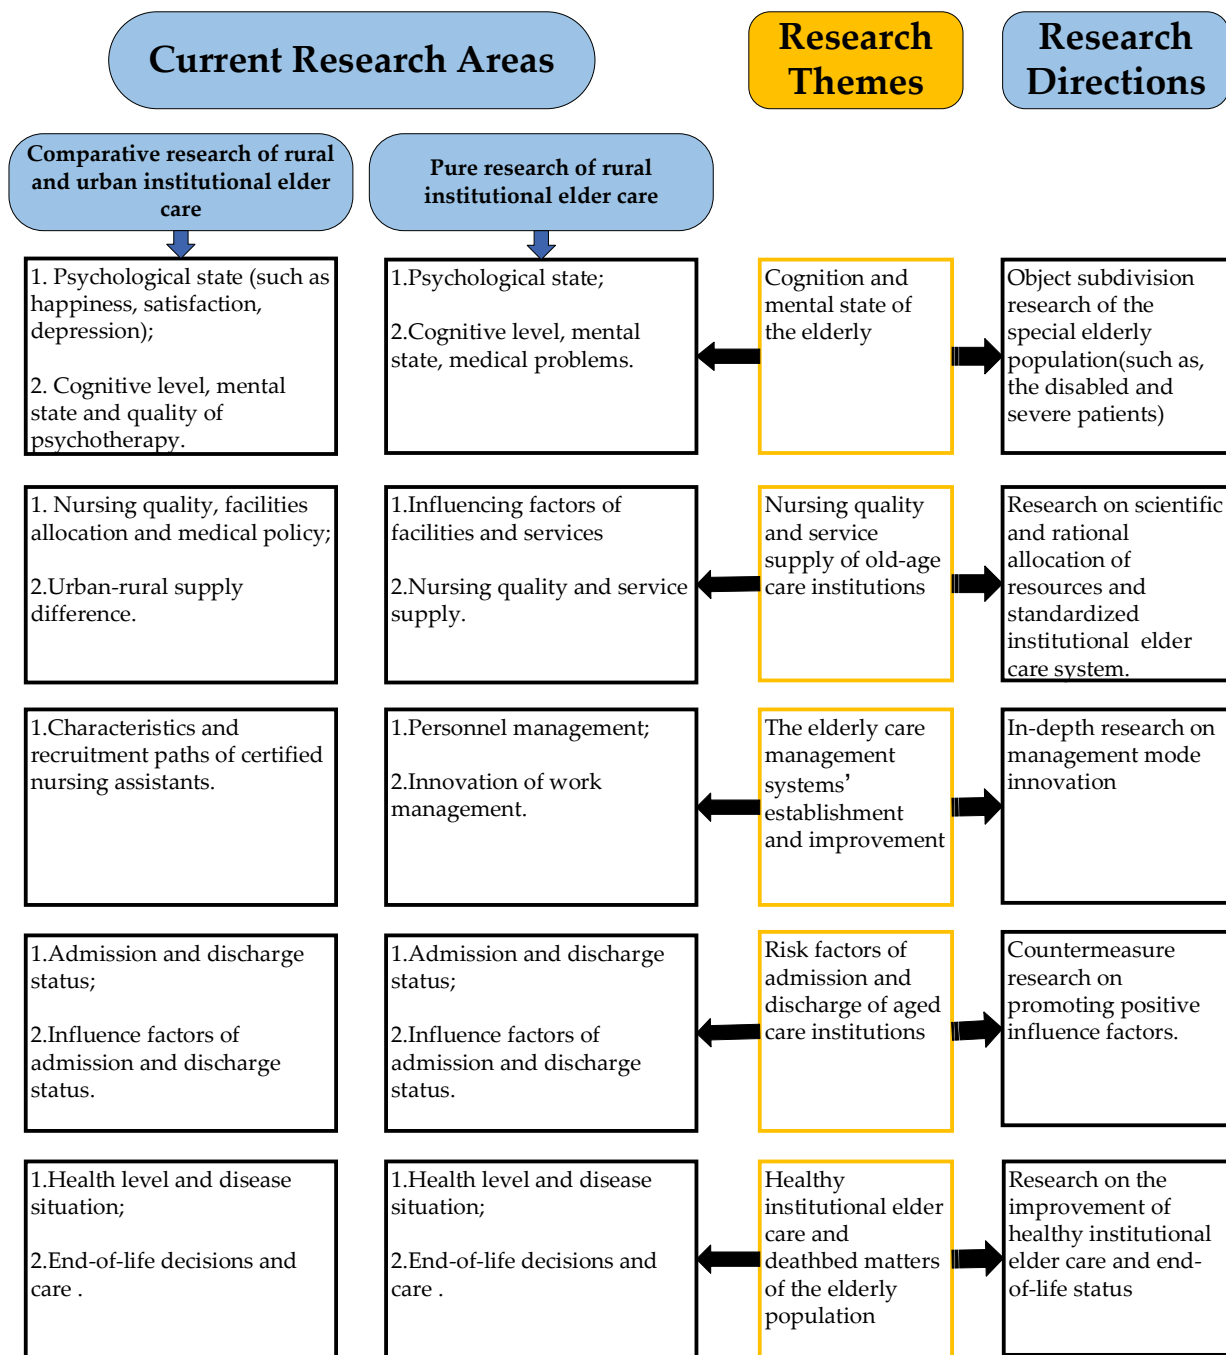 Current Research Areas
Research
Themes
Research
Directions
Comparative research of rural
and urban institutional elder
care
Pure research of rural
institutional elder care
1. Psychological state (such as
happiness, satisfaction,
depression);
2. Cognitive level, mental
state and quality of
psychotherapy.
1.Psychological state;
2.Cognitive level, mental
state, medical problems.
Cognition and
mental state of
the elderly
Object subdivision
research of the
special elderly
population(such as,
the disabled and
severe patients)
1. Nursing quality, facilities
allocation and medical policy;
2.Urban-rural supply
difference.
1.Influencing factors of
facilities and services
2.Nursing quality and service
supply.
Nursing quality
and service
supply of old-age
care institutions
Research on scientific
and rational
allocation of
resources and
standardized
institutional  elder
care system.
1.Characteristics and
recruitment paths of certified
nursing assistants.
1.Personnel management;
2.Innovation of work
management.
The elderly care
management
systems’
establishment
and improvement
In-depth research on
management mode
innovation
1.Admission and discharge
status;
2.Influence factors of
admission and discharge
status.
1.Admission and discharge
status;
2.Influence factors of
admission and discharge
status.
Risk factors of
admission and
discharge of aged
care institutions
Countermeasure
research on
promoting positive
influence factors.
1.Health level and disease
situation;
2.End-of-life decisions and
care .
1.Health level and disease
situation;
2.End-of-life decisions and
care .
Healthy
institutional elder
care and
deathbed matters
of the elderly
population
Research on the
improvement of
healthy institutional
elder care and end-
of-life status